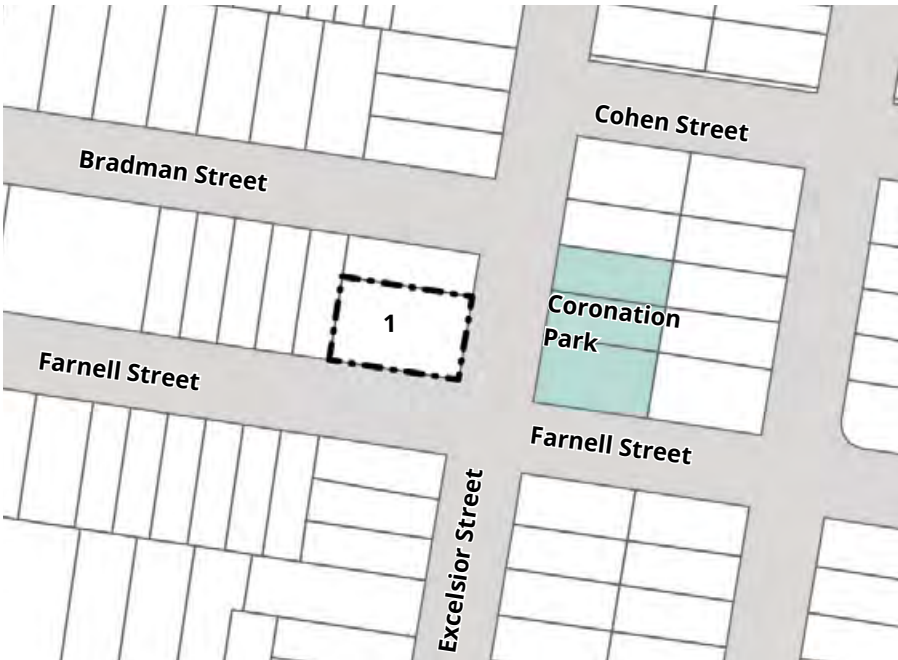 Cohen Street
Bradman Street
Coronation
Park
1
Farnell Street
Farnell Street
Excelsior Street